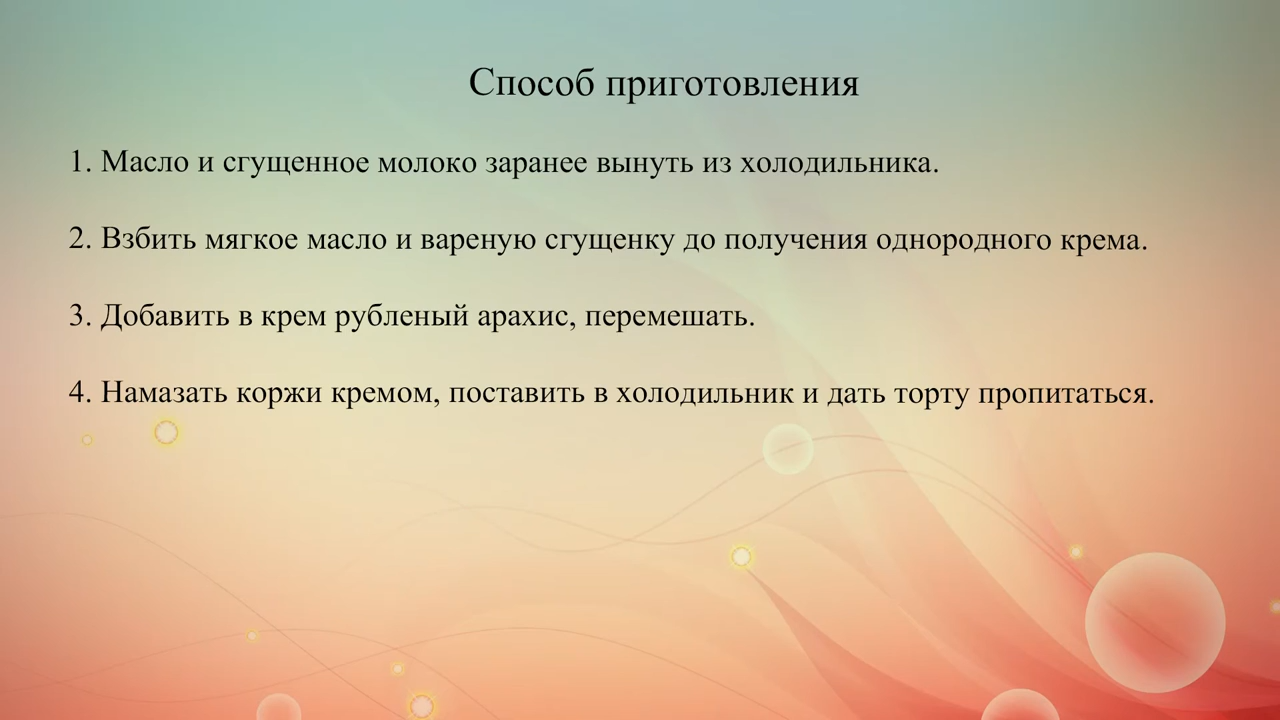 Способ приготовления
1. Масло и сгущенное молоко заранее вынуть из холодильника.
2. Взбить мягкое масло и вареную сгущенку до получения однородного крема.
3. Добавить в крем рубленый арахис, перемешать.
4. Намазать коржи кремом, поставить в холодильник и дать торту пропитаться.